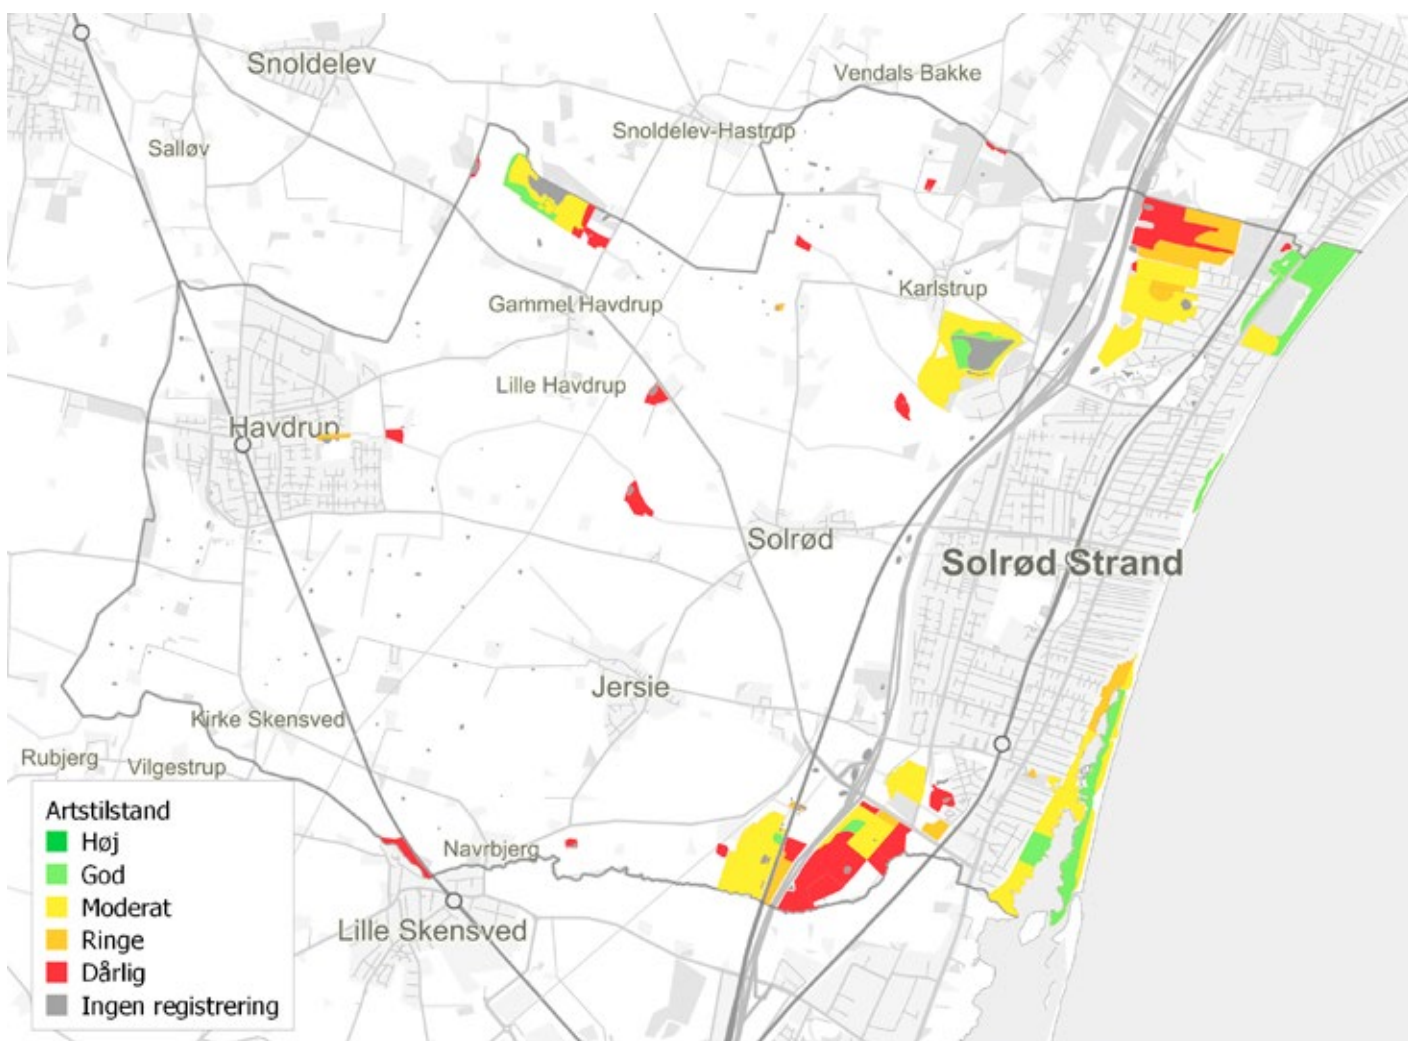 Snoldelev
Vendals Bakke
Snoldelev-Hastrup
Salløv
Karlstrup
Gammel Havdrup
Lille Havdrup
Havdrup
Solrød
Solrød Strand
Jersie
Kirke Skensved
Rubjerg
Vilgestrup
Navrbjerg
Lille Skensved
Artstilstand
Høj
God
Moderat
Ringe
Dårlig
Ingen registrering